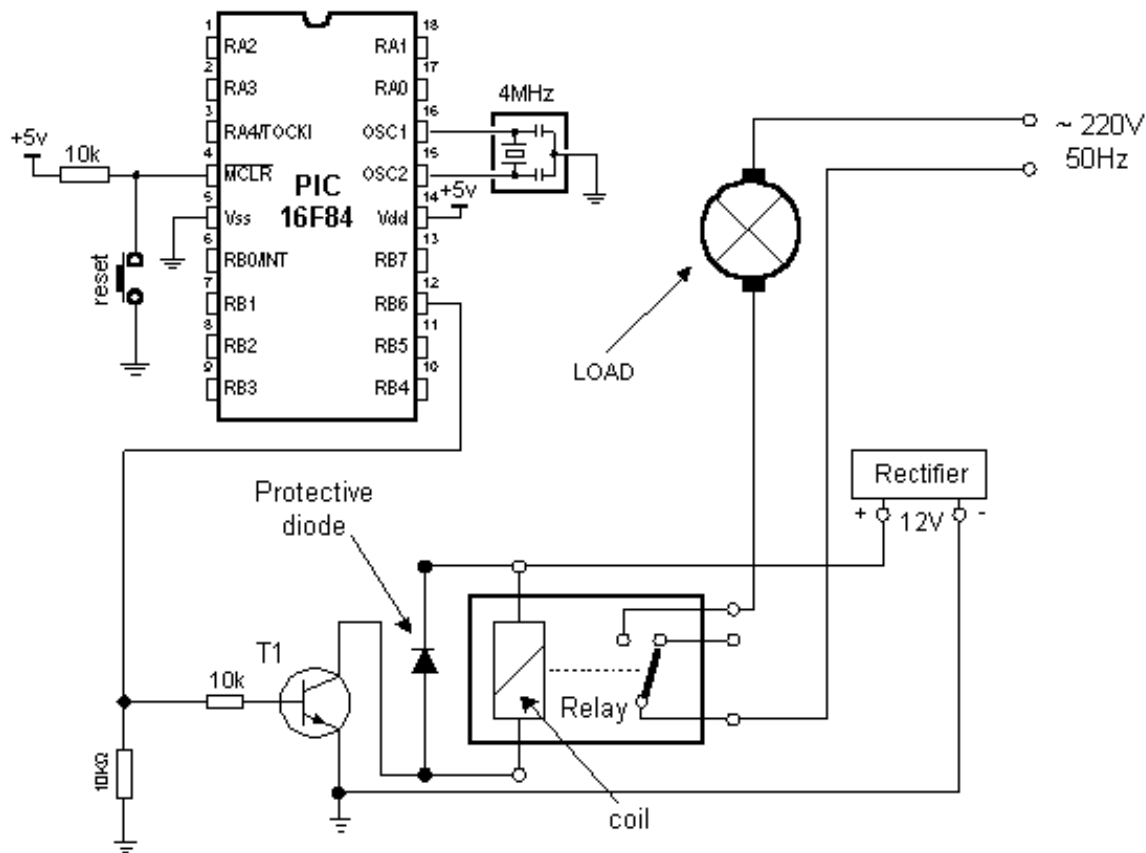 1
RA2
2
RA3
3
RA4/TOCKI
4
MCLR
5
Vss
6
RB0/INT
7
RB1
8
RB2
9
RB3
PIC
16F84
18
RA1
17
RA0
16
OSC1
15
OSC2
14
Vdd
13
RB7
12
RB6
11
RB5
10
RB4
+5v
10k
reset
4MHz
+5v
~ 220V
50Hz
LOAD
Rectifier
+ 12V -
Protective
diode
T1
10k
10kΩ
Relay
coil